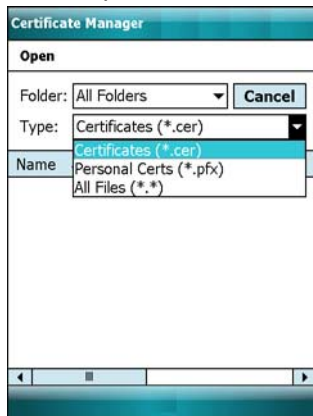 Certificate Manager
Open
Folder: All Folders Cancel
Type: Certificates (*.cer)
Certificates (*.cer)
Name
Personal Certs (*.pfx)
All Files (*.*)